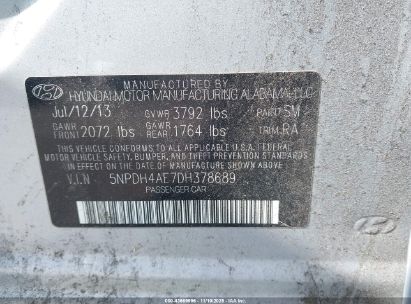 MANUFACTURED BY
HYUNDAI MOTOR MANUFACTURING ALABAMA, LLC
Jul/12/13 GVWR 3792 lbs PAINT SM
GAWR FRONT 2072 lbs GAWR REAR 1764 lbs TRIM RA
THIS VEHICLE CONFORMS TO ALL APPLICABLE FEDERAL
MOTOR VEHICLE SAFETY, BUMPER, AND THEFT PREVENTION STANDARDS
IN EFFECT ON THE DATE OF MANUFACTURE SHOWN ABOVE.
V.I.N 5NPDH4AE7DH378689
PASSENGER CAR